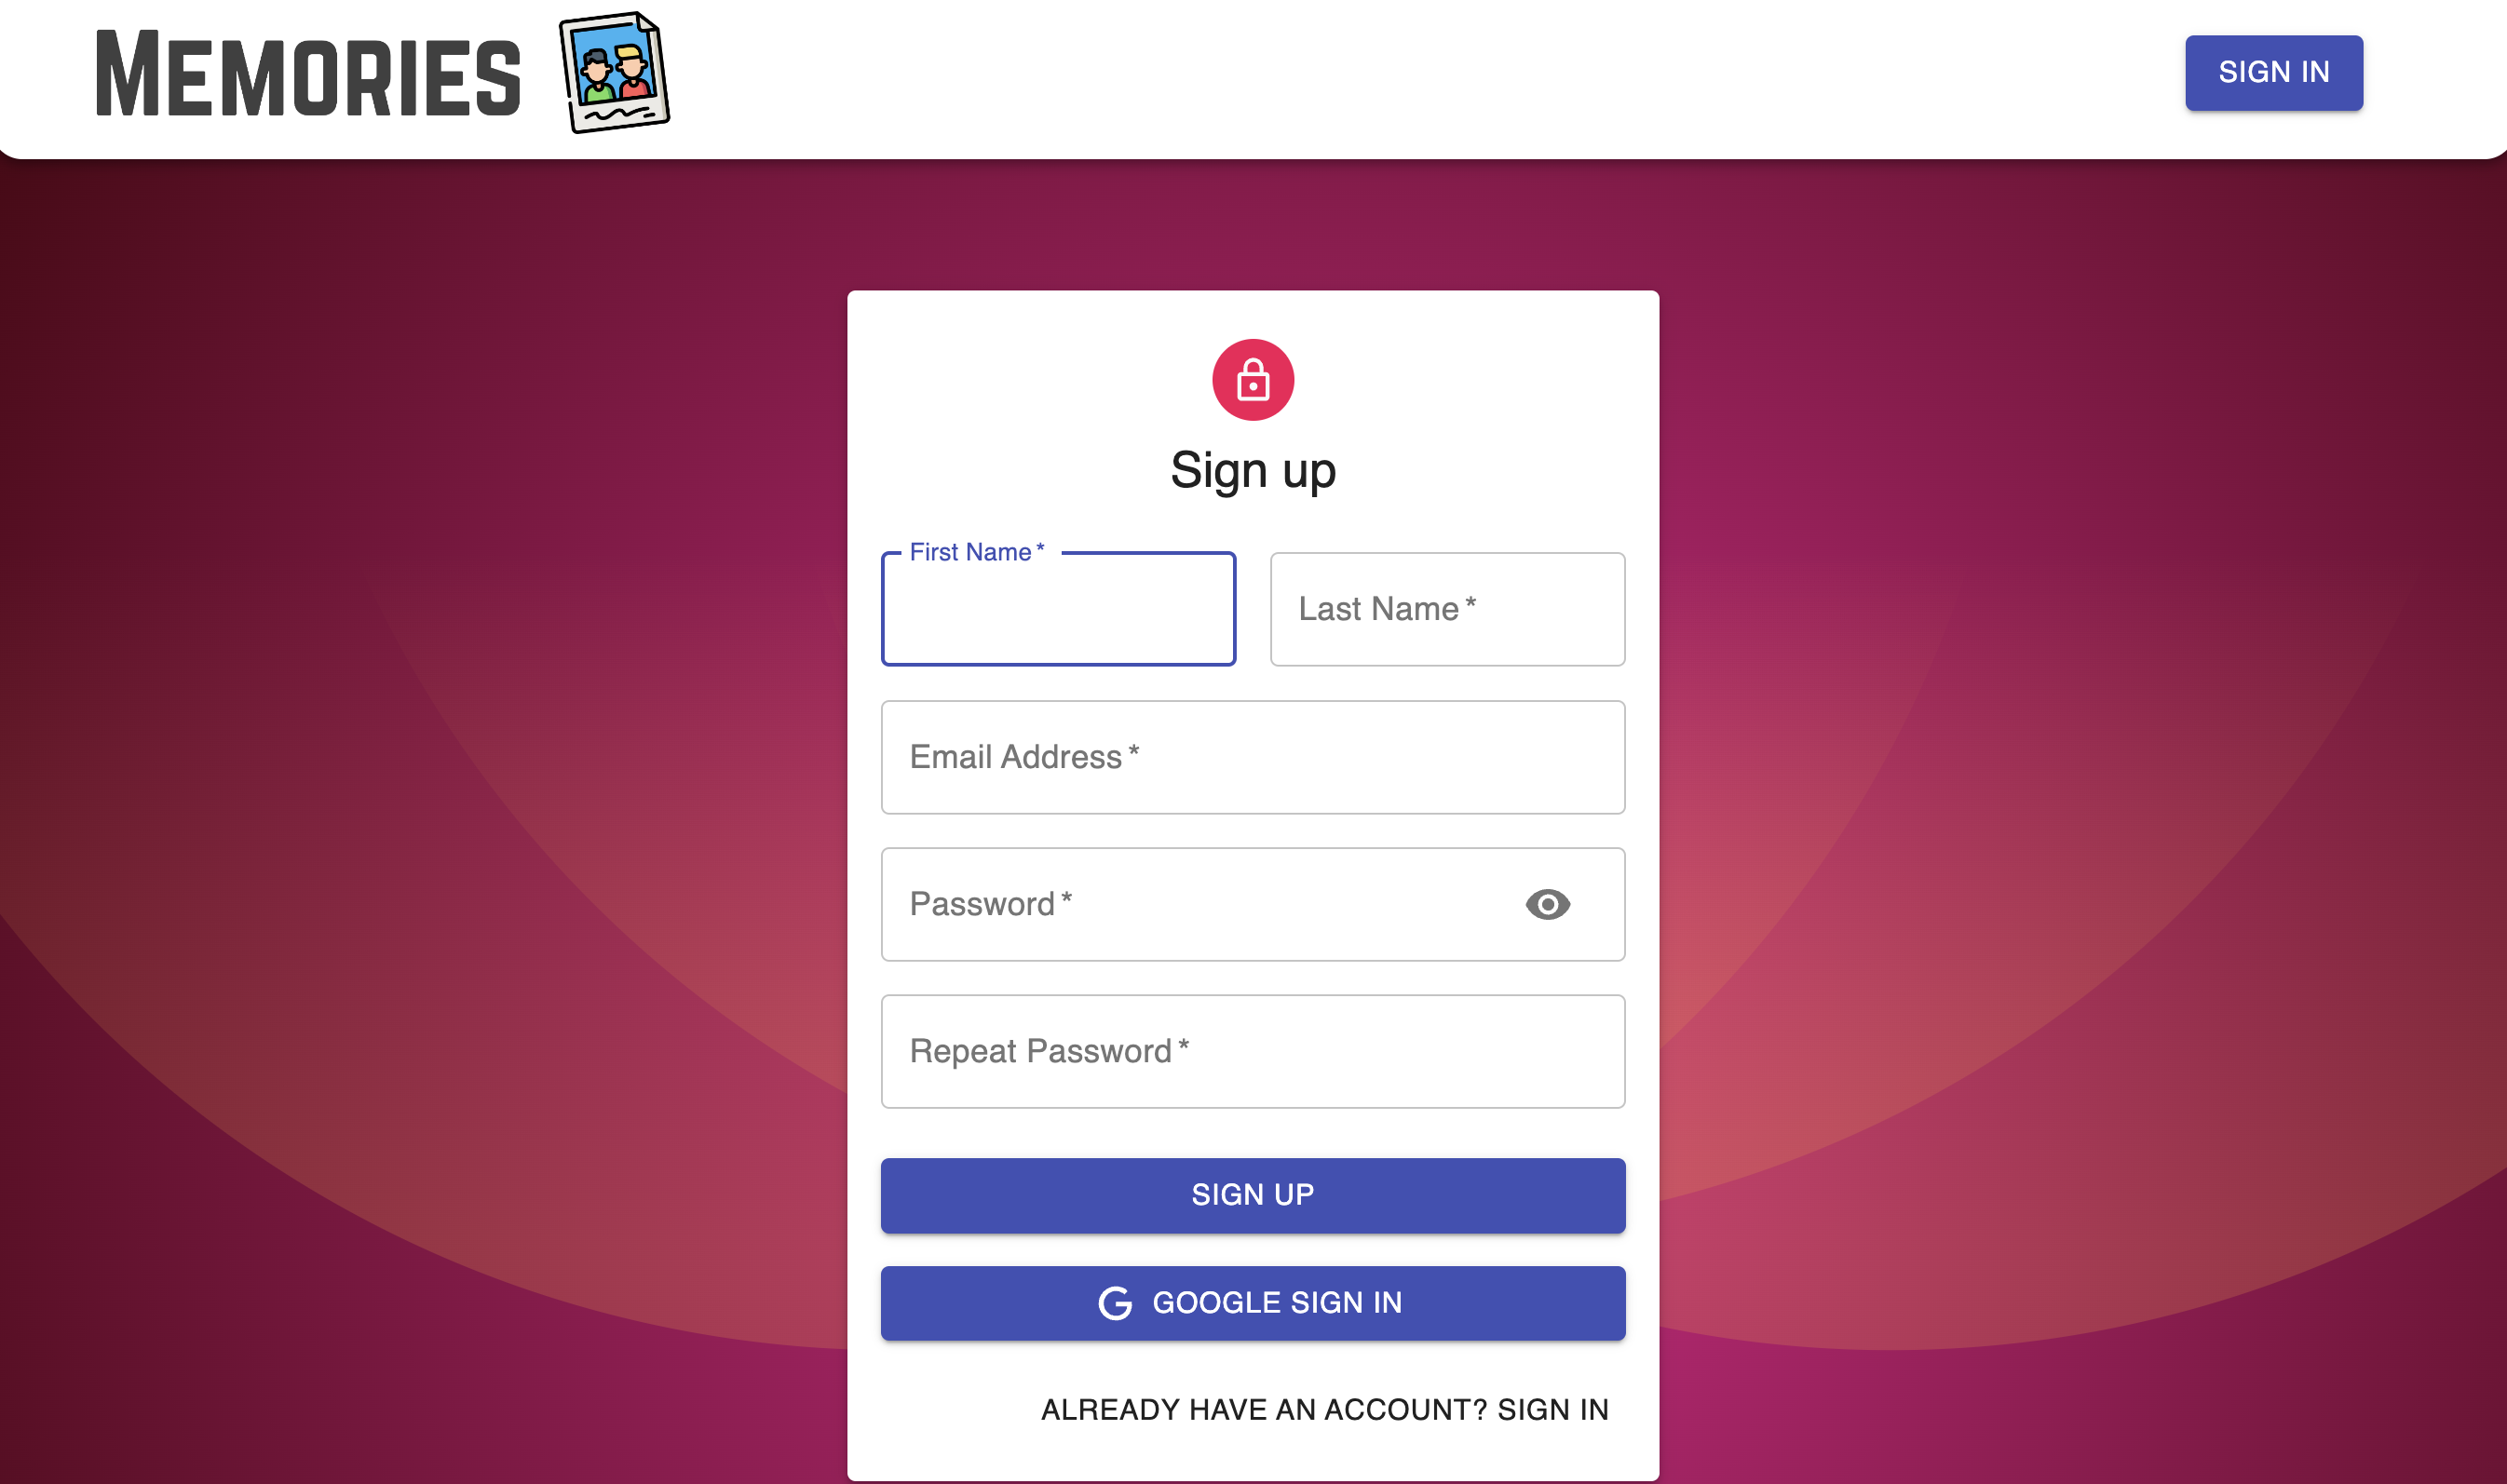 MEMORIES
SIGN IN
Sign up
First Name *
Last Name *
Email Address *
Password *
Repeat Password *
SIGN UP
GOOGLE SIGN IN
ALREADY HAVE AN ACCOUNT? SIGN IN